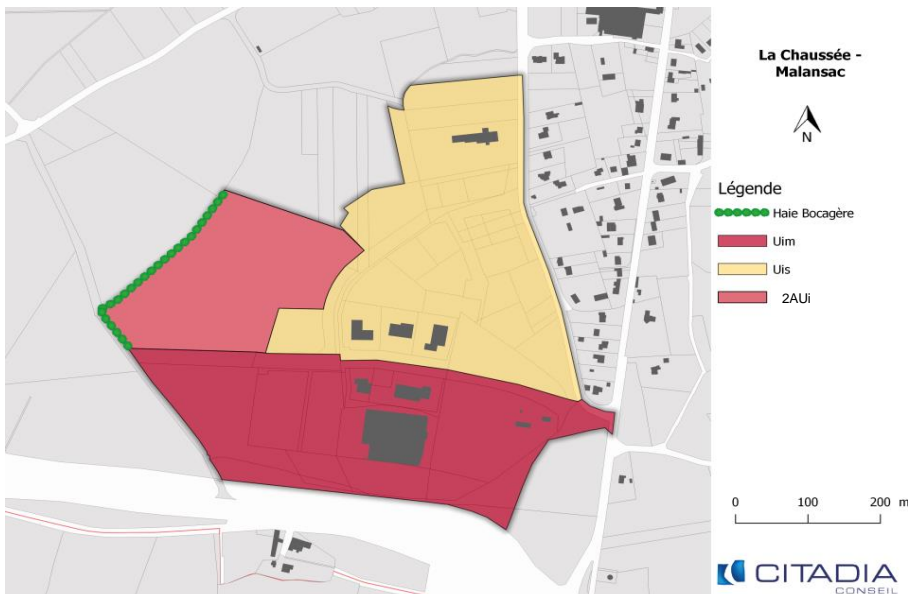 La Chaussée -
Malansac
N
Légende
Haie Bocagère
Uim
Uis
2AUi
0 100 200 m
CITADIA
CONSEIL